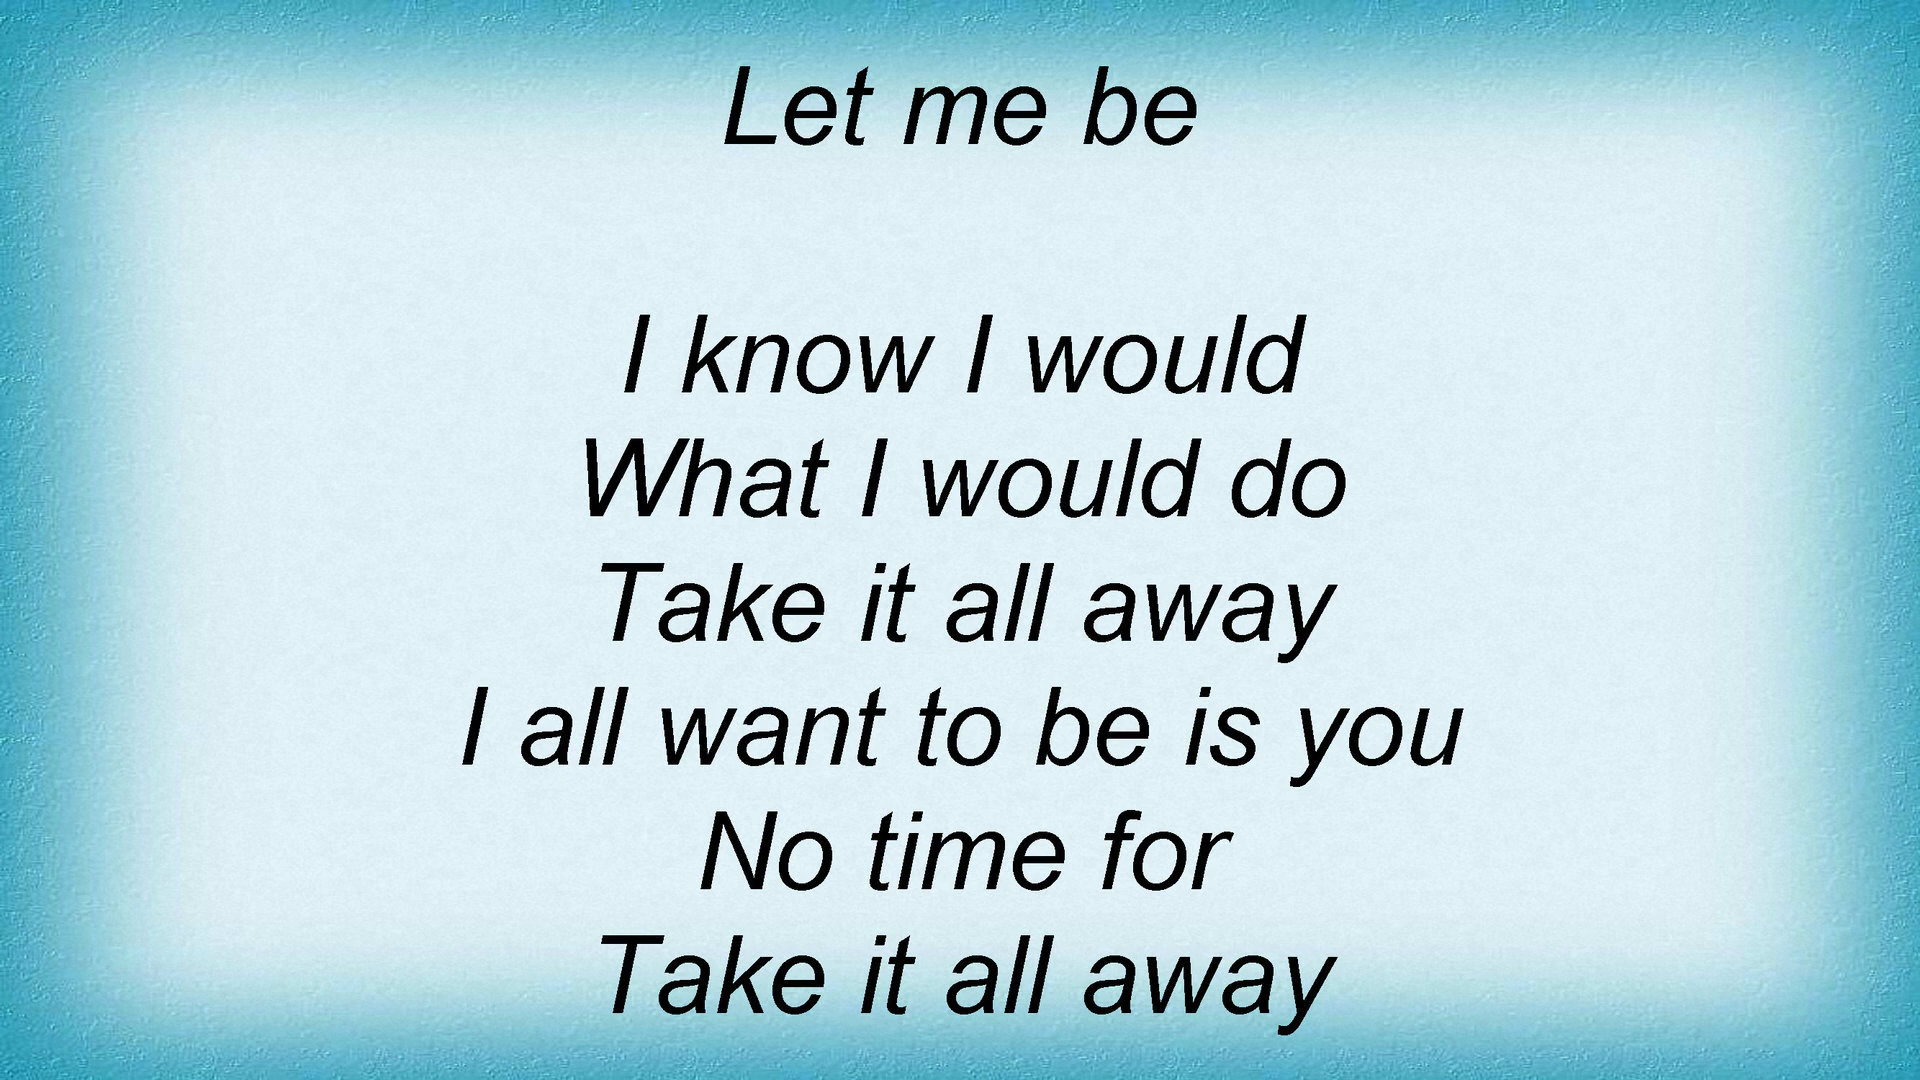 Let me be
I know I would
What I would do
Take it all away
I all want to be is you
No time for
Take it all away